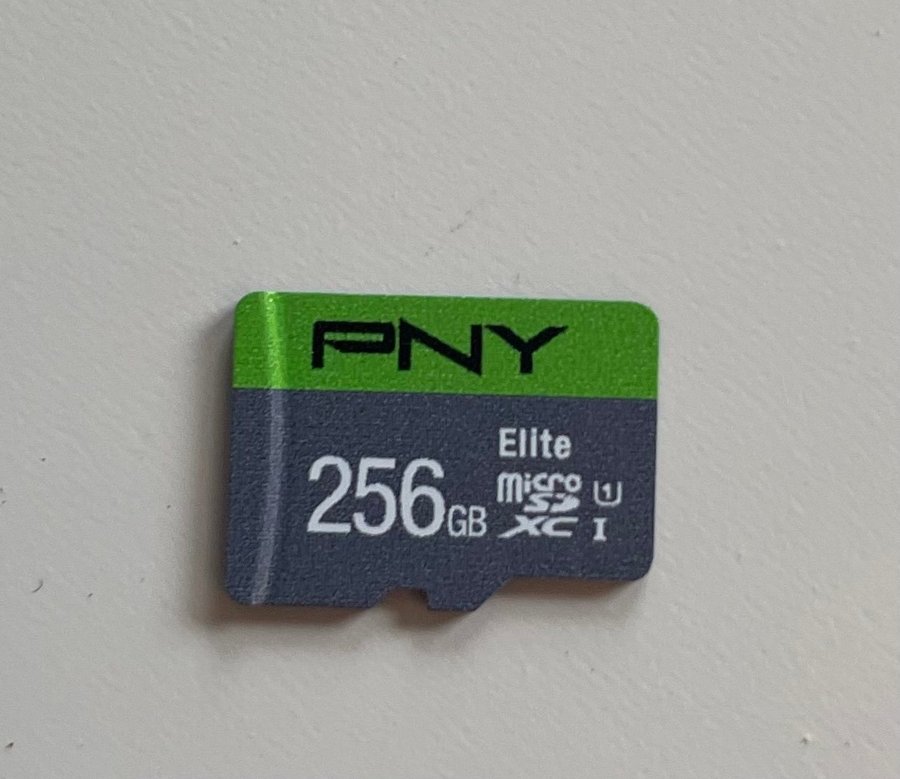 PNY
Elite
256GB
micro
SD
XC I
1